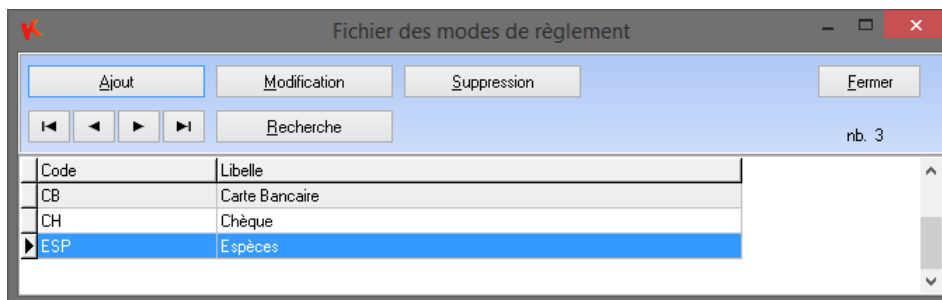 Fichier des modes de règlement
Ajout Modification Suppression Fermer
Recherche nb. 3
Code Libelle
CB Carte Bancaire
CH Chèque
ESP Espèces